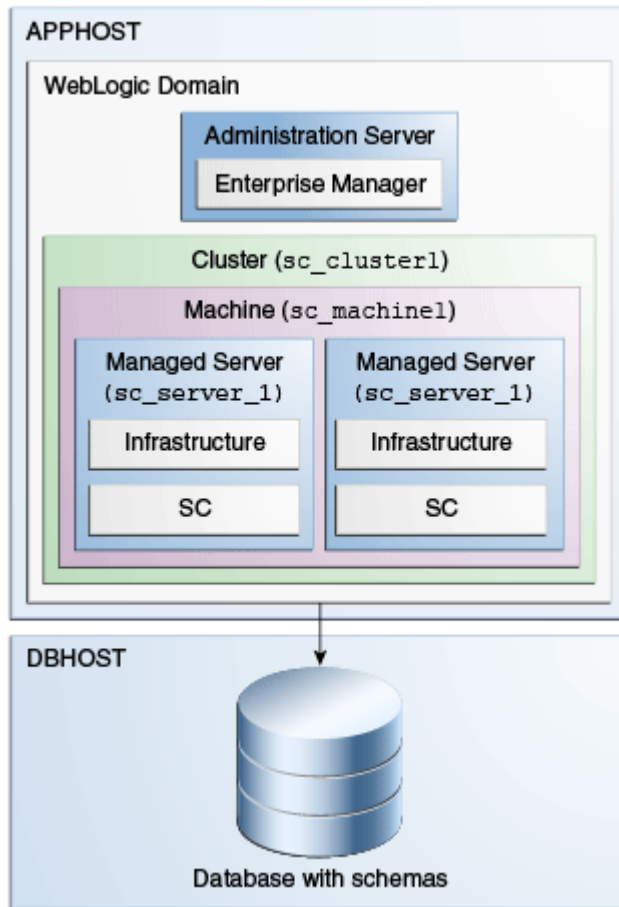 APPHOST
WebLogic Domain
Administration Server
Enterprise Manager
Cluster (sc_cluster1)
Machine (sc_machine1)
Managed Server
(sc_server_1)
Infrastructure
SC
Managed Server
(sc_server_1)
Infrastructure
SC
DBHOST
Database with schemas